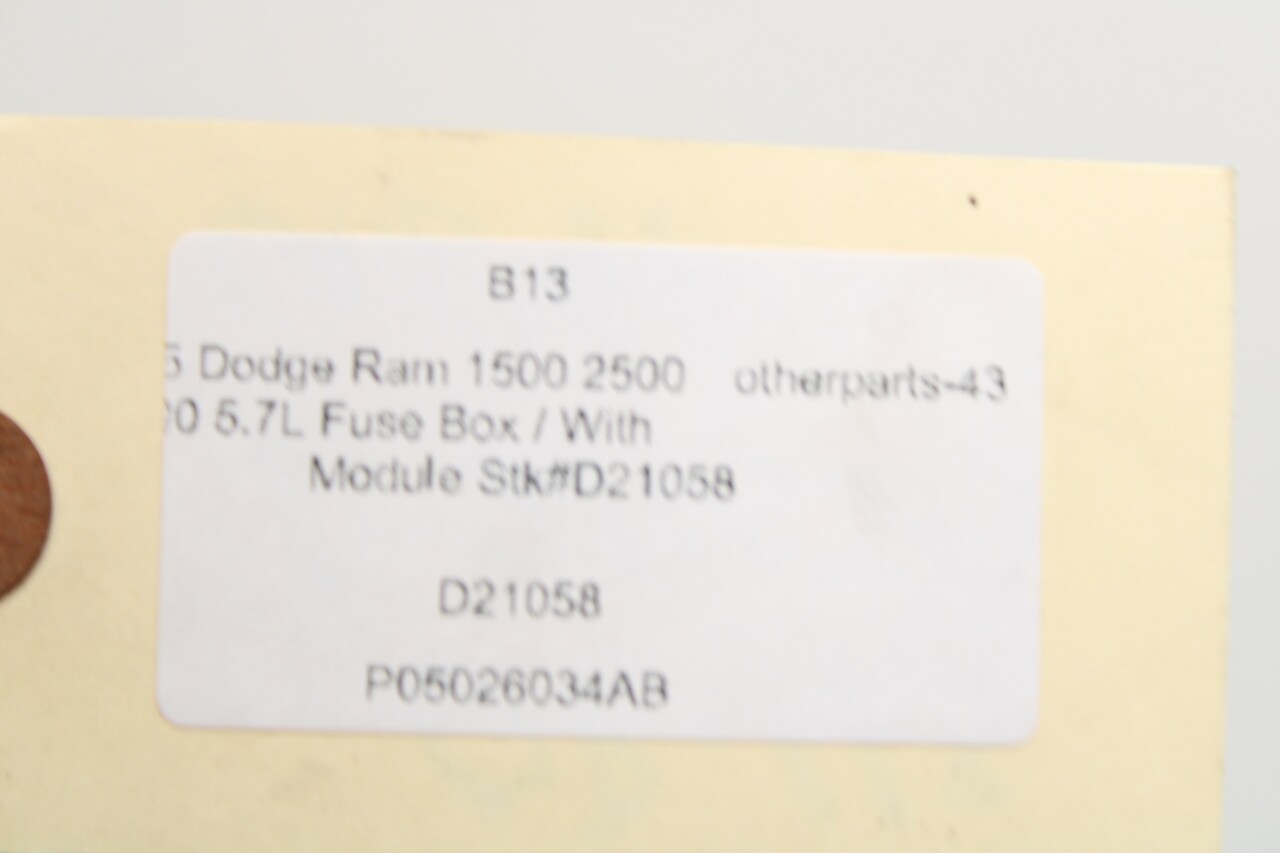 B13
5 Dodge Ram 1500 2500 otherparts-43
0 5.7L Fuse Box / With
Module Stk#D21058
D21058
P05026034AB